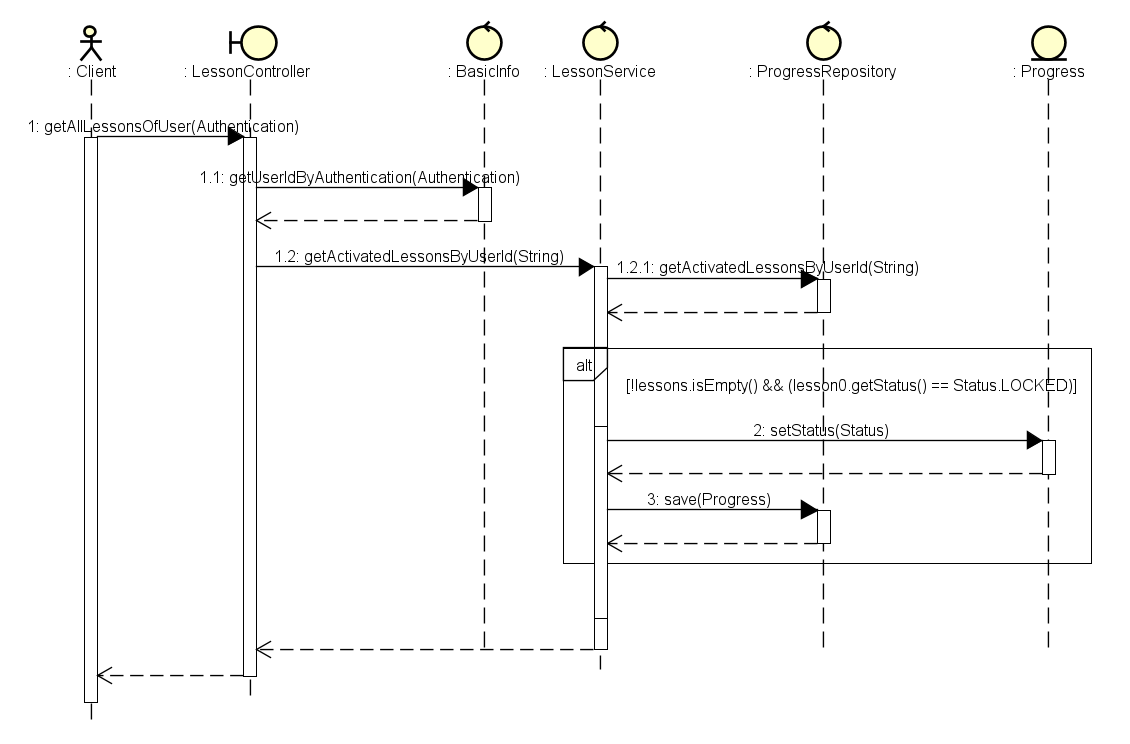 : Client
: LessonController
: BasicInfo
: LessonService
: ProgressRepository
: Progress
1: getAllLessonsOfUser(Authentication)
1.1: getUserIdByAuthentication(Authentication)
1.2: getActivatedLessonsByUserId(String)
1.2.1: getActivatedLessonsByUserId(String)
alt
[!lessons.isEmpty() && (lesson0.getStatus() == Status.LOCKED)]
2: setStatus(Status)
3: save(Progress)